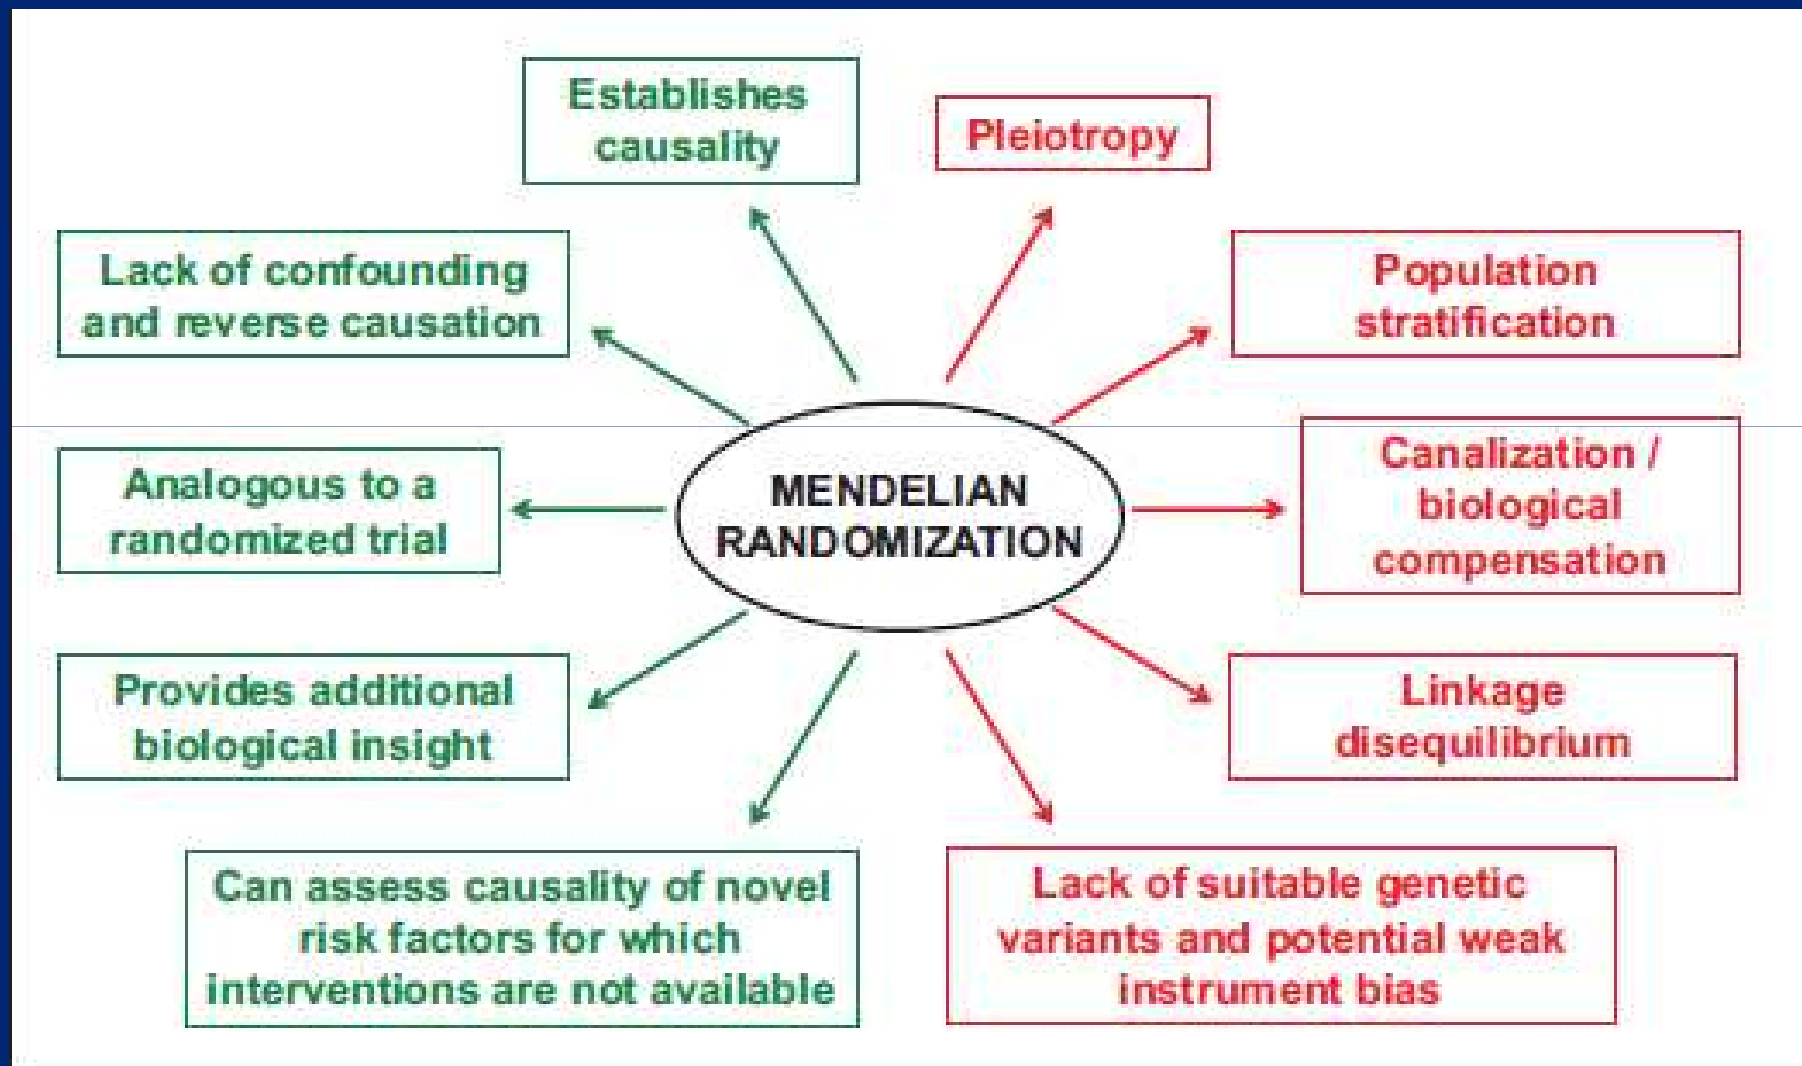 Establishes
causality
Pleiotropy
Lack of confounding
and reverse causation
Population
stratification
Analogous to a
randomized trial
MENDELIAN
RANDOMIZATION
Canalization /
biological
compensation
Provides additional
biological insight
Linkage
disequilibrium
Can assess causality of novel
risk factors for which
interventions are not available
Lack of suitable genetic
variants and potential weak
instrument bias